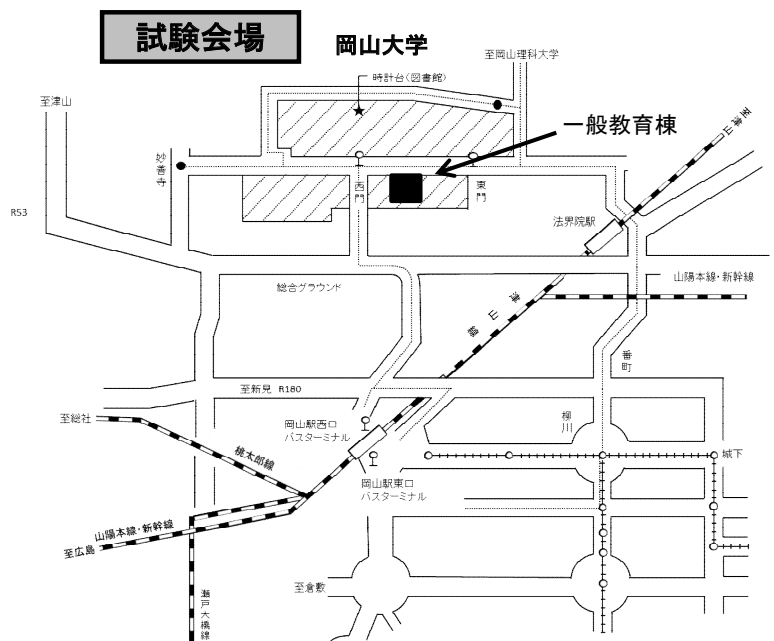 試験会場
岡山大学
至岡山理科大学
時計台(図書館)
至津山
至津山
一般教育棟
妙善寺
西門
東門
R53
法界院駅
山陽本線・新幹線
総合グラウンド
津山線
番町
至新見 R180
至総社
岡山駅西口
バスターミナル
柳川
城下
桃太郎線
岡山駅東口
バスターミナル
山陽本線・新幹線
至広島
至倉敷
瀬戸大橋線